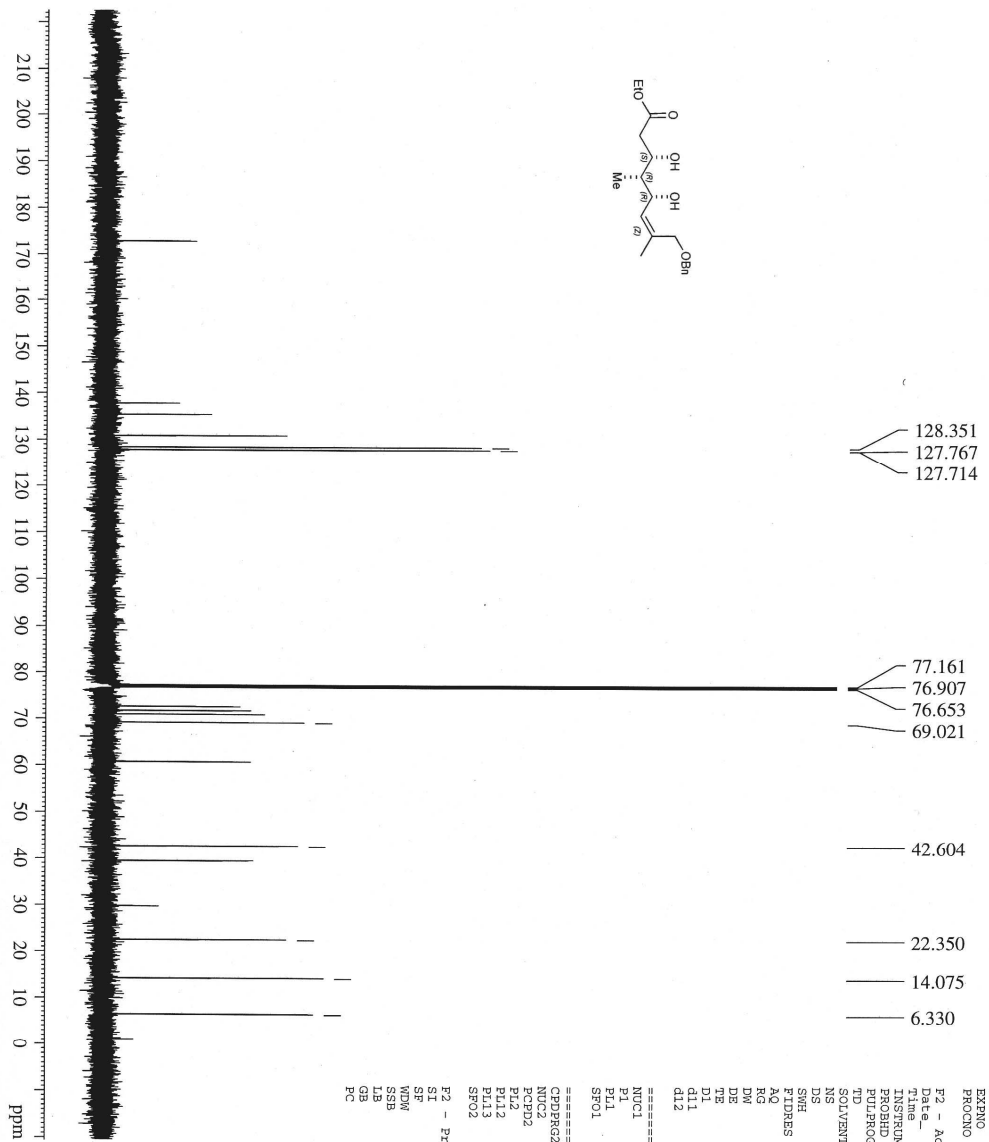 EXPNO
PROCNO
F2 - Ac
Date_
Time
INSTRUM
PROBHD
PULPROG
TD
SOLVENT
NS
DS
SWH
FIDRES
AQ
RG
DW
DE
TE
D1
d11
d12
========
NUC1
P1
PL1
SFO1
========
CPDPRG2
NUC2
PCPD2
PL2
PL12
PL13
SFO2
F2 - Pr
SI
SF
WDW
SSB
LB
GB
PC
128.351
127.767
127.714
77.161
76.907
76.653
69.021
42.604
22.350
14.075
6.330
EtO
O
OH
(S)
(R)
Me
OH
(R)
(Z)
OBn
210 200 190 180 170 160 150 140 130 120 110 100 90 80 70 60 50 40 30 20 10 0 ppm